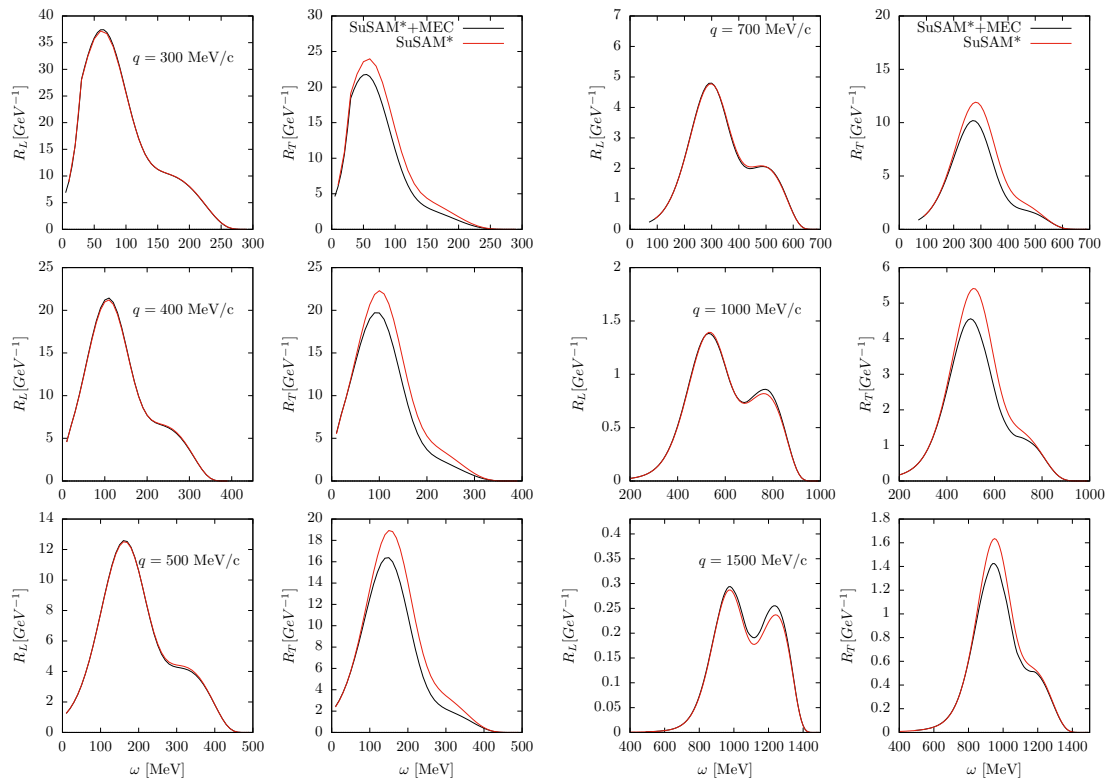 SuSAM*+MEC
SuSAM*
R_L[GeV^{-1}]
q = 300 MeV/c
40
35
30
25
20
15
10
5
0
0 50 100 150 200 250 300
R_T[GeV^{-1}]
30
25
20
15
10
5
0
0 50 100 150 200 250 300
SuSAM*+MEC
SuSAM*
R_L[GeV^{-1}]
q = 700 MeV/c
8
7
6
5
4
3
2
1
0
0 100 200 300 400 500 600 700
R_T[GeV^{-1}]
20
15
10
5
0
0 100 200 300 400 500 600 700
R_L[GeV^{-1}]
q = 400 MeV/c
25
20
15
10
5
0
0 100 200 300 400
R_T[GeV^{-1}]
25
20
15
10
5
0
0 100 200 300 400
R_L[GeV^{-1}]
q = 1000 MeV/c
2
1.5
1
0.5
0
200 400 600 800 1000
R_T[GeV^{-1}]
6
5
4
3
2
1
0
200 400 600 800 1000
R_L[GeV^{-1}]
q = 500 MeV/c
14
12
10
8
6
4
2
0
0 100 200 300 400 500
ω [MeV]
R_T[GeV^{-1}]
20
18
16
14
12
10
8
6
4
2
0
0 100 200 300 400 500
ω [MeV]
R_L[GeV^{-1}]
q = 1500 MeV/c
0.4
0.35
0.3
0.25
0.2
0.15
0.1
0.05
0
400 600 800 1000 1200 1400
ω [MeV]
R_T[GeV^{-1}]
1.8
1.6
1.4
1.2
1
0.8
0.6
0.4
0.2
0
400 600 800 1000 1200 1400
ω [MeV]